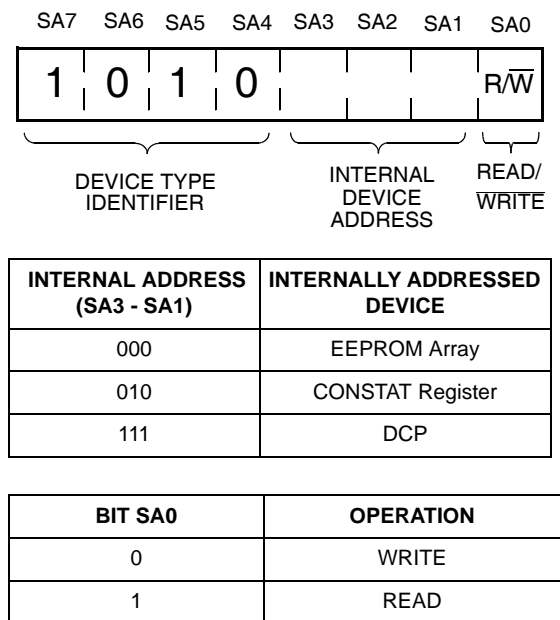 SA7 SA6 SA5 SA4 SA3 SA2 SA1 SA0
1 0 1 0 R/W̅
DEVICE TYPE IDENTIFIER
INTERNAL DEVICE ADDRESS
READ/ W̅R̅I̅T̅E̅
INTERNAL ADDRESS (SA3 - SA1) INTERNALLY ADDRESSED DEVICE
000 EEPROM Array
010 CONSTAT Register
111 DCP
BIT SA0 OPERATION
0 WRITE
1 READ